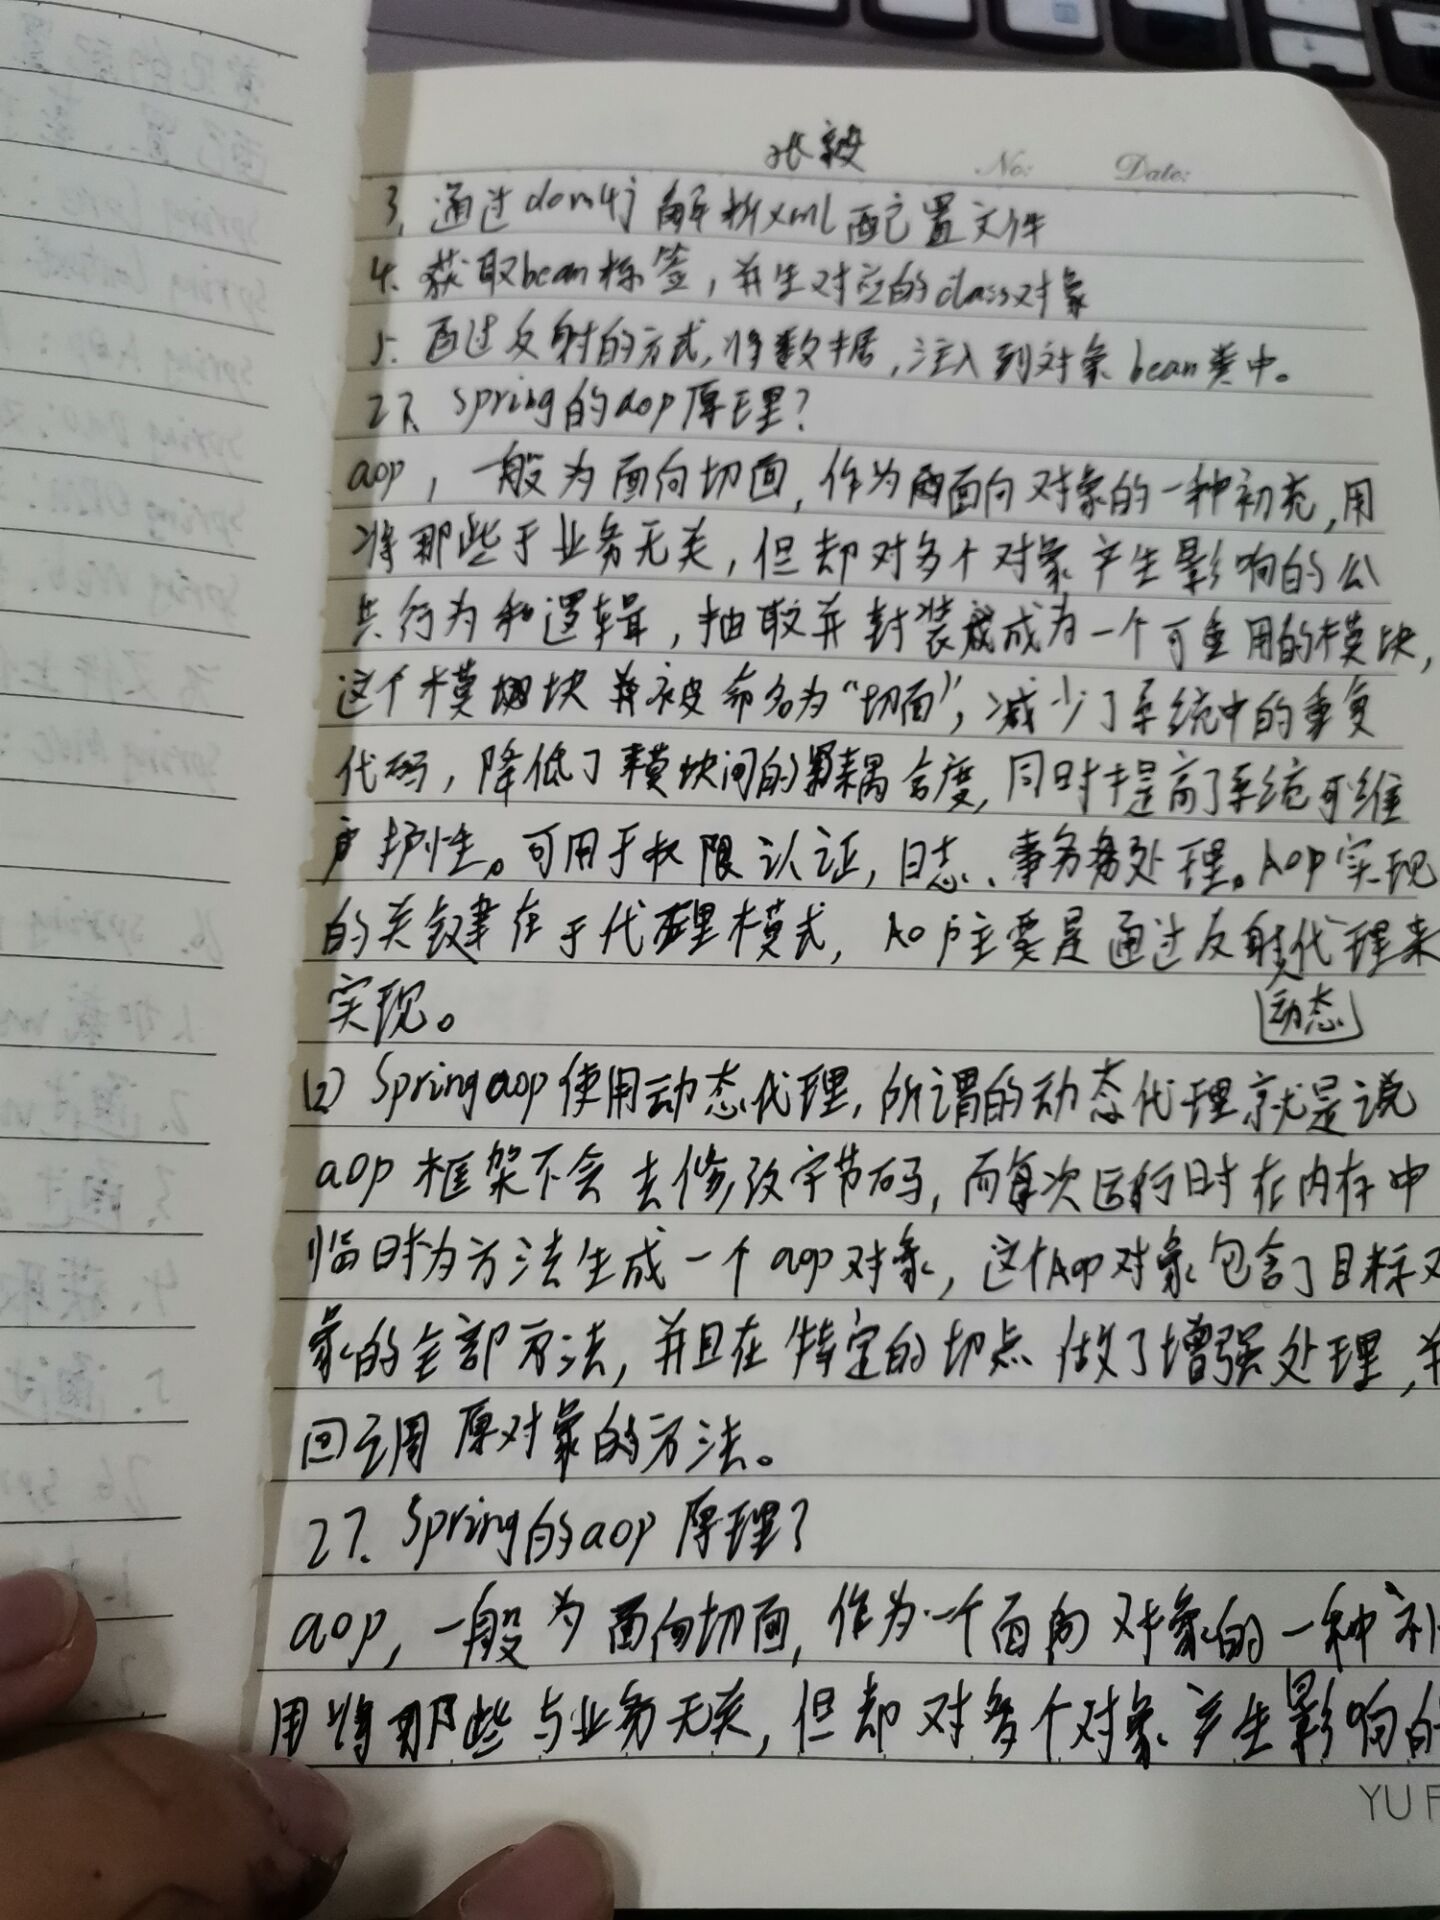 张毅
No: Date:
3. 通过dom4j解析xml配置文件
4. 获取bean标签，并生对应的class对象
5. 通过反射的方式，将数据，注入到对象bean类中。
27. Spring的aop原理？
aop，一般为面向切面，作为面向对象的一种初充，用
将那些于业务无关，但却对多个对象产生影响的公
共行为和逻辑，抽取并封装成为一个可重用的模块，
这个模块并被命名为“切面”，减少了系统中的重复
代码，降低了模块间的耦合度，同时提高了系统可维
护性。可用于权限认证，日志、事务处理。AOP实现
的关键在于代理模式，AOP主要是通过反射代理来
实现。 动态
(2) Spring aop使用动态代理，所谓的动态代理就是说
aop框架不会去修改字节码，而每次运行时在内存中
临时为方法生成一个aop对象，这个Aop对象包含了目标对
象的全部方法，并且在特定的切点做了增强处理，并
回调原对象的方法。
27. Spring的aop原理？
aop，一般为面向切面，作为一个面向对象的一种补
用将那些与业务无关，但却对多个对象产生影响的
YU F